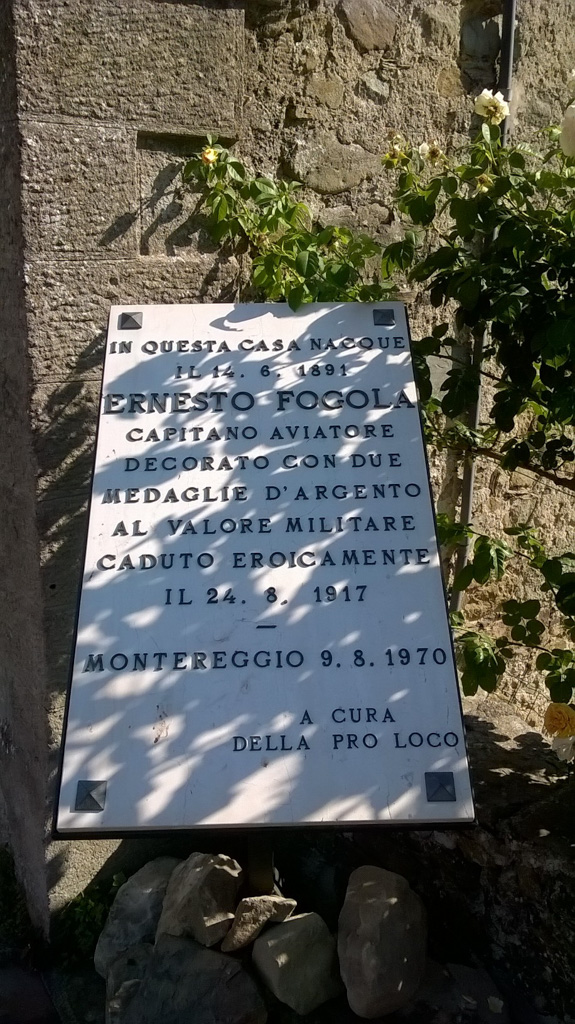 IN QUESTA CASA NACQUE
IL 14. 6. 1891
ERNESTO FOGOLA
CAPITANO AVIATORE
DECORATO CON DUE
MEDAGLIE D'ARGENTO
AL VALORE MILITARE
CADUTO EROICAMENTE
IL 24. 8. 1917
—
MONTEREGGIO 9. 8. 1970
A CURA
DELLA PRO LOCO